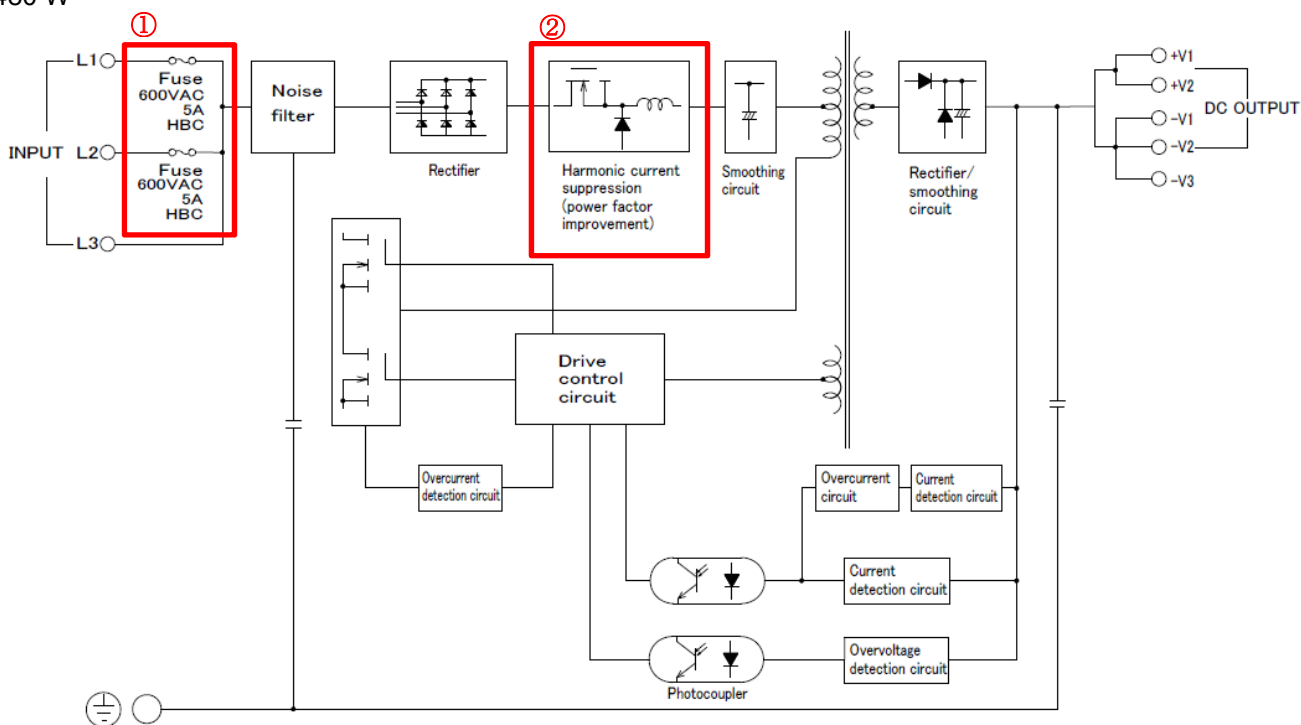 ①
②
L1
Fuse
600VAC
5A
HBC
INPUT L2
Fuse
600VAC
5A
HBC
L3
Noise
filter
Rectifier
Harmonic current
suppression
(power factor
improvement)
Smoothing
circuit
Rectifier/
smoothing
circuit
+V1
+V2
DC OUTPUT
-V1
-V2
-V3
Drive
control
circuit
Overcurrent
detection circuit
Overcurrent
circuit
Current
detection circuit
Current
detection circuit
Overvoltage
detection circuit
Photocoupler